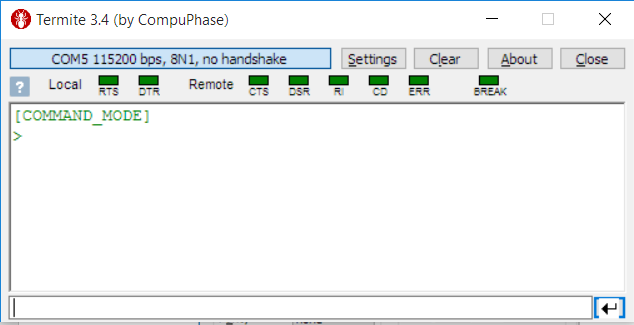 Termite 3.4 (by CompuPhase)
COM5 115200 bps, 8N1, no handshake
Settings
Clear
About
Close
?
Local
RTS
DTR
Remote
CTS
DSR
RI
CD
ERR
BREAK
[COMMAND_MODE]
>